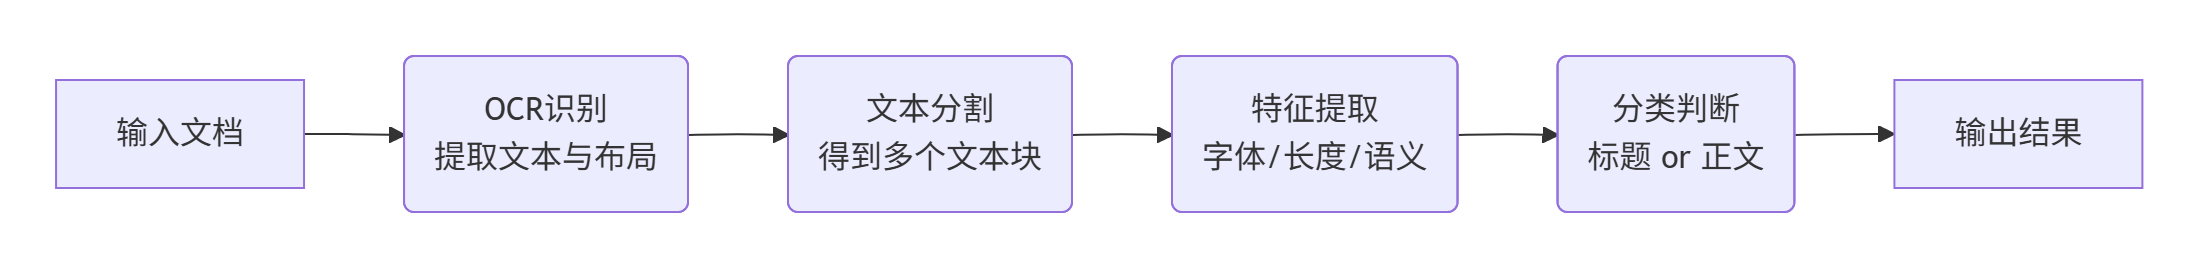 输入文档
OCR识别
提取文本与布局
文本分割
得到多个文本块
特征提取
字体/长度/语义
分类判断
标题 or 正文
输出结果